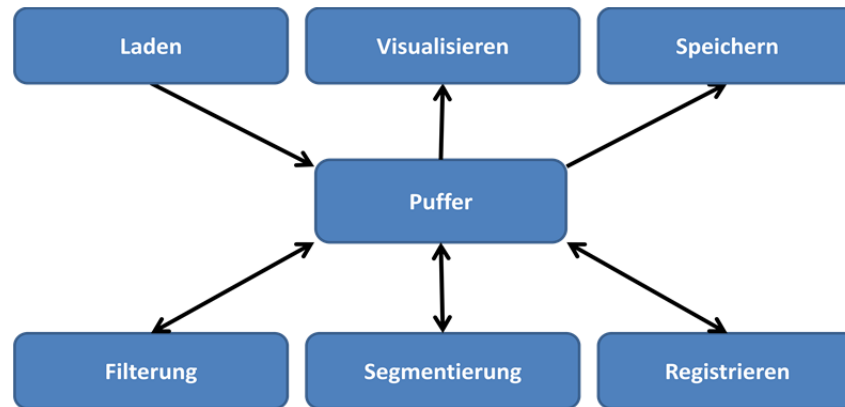 Laden
Visualisieren
Speichern
Puffer
Filterung
Segmentierung
Registrieren